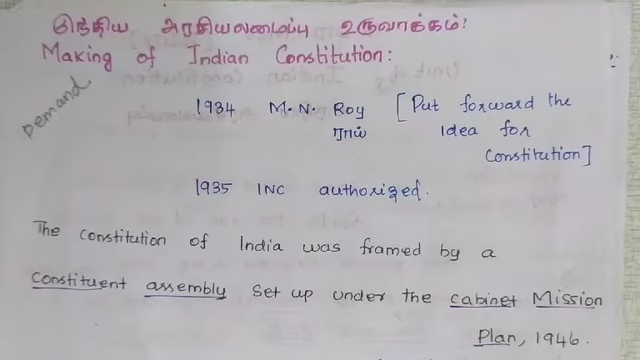 இந்திய அரசியலமைப்பு உருவாக்கம்:
Making of Indian Constitution:
Demand
1934 M.N. Roy [Put forward the
ராய் Idea for
Constitution]
1935 INC authorized.
The constitution of India was framed by a
constituent assembly set up under the cabinet Mission
Plan, 1946.